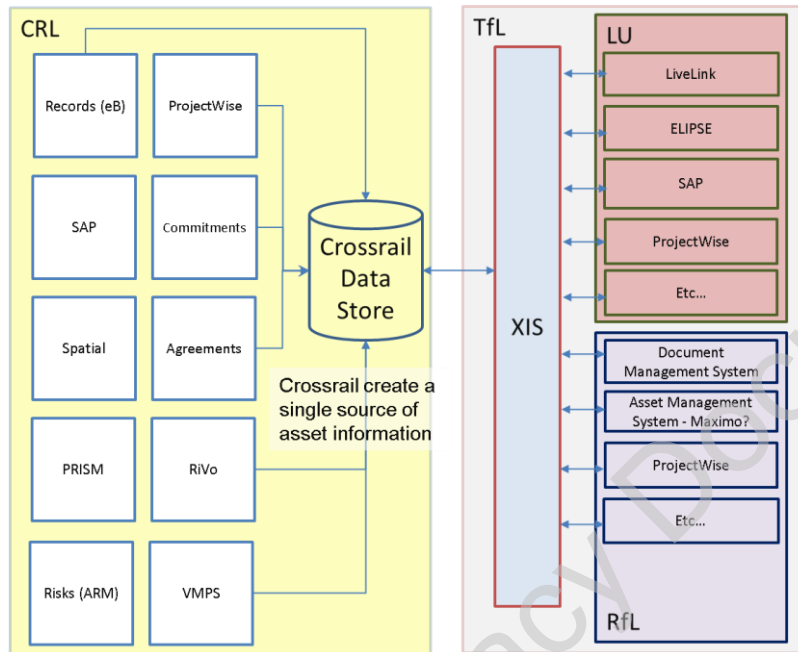 CRL
Records (eB)
ProjectWise
SAP
Commitments
Spatial
Agreements
PRISM
RiVo
Risks (ARM)
VMPS
Crossrail
Data
Store
Crossrail create a
single source of
asset information
TfL
XIS
LU
LiveLink
ELIPSE
SAP
ProjectWise
Etc...
Document
Management System
Asset Management
System - Maximo?
ProjectWise
Etc...
RfL